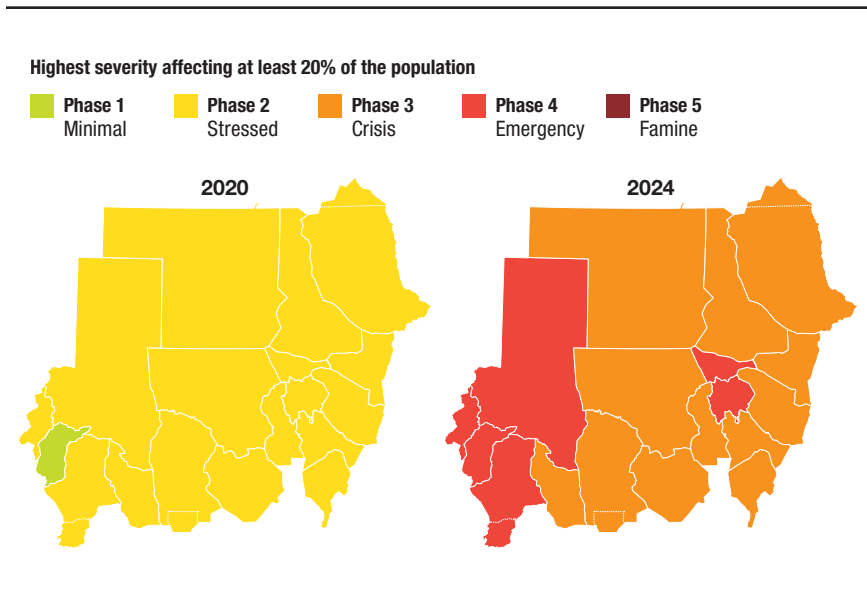 Highest severity affecting at least 20% of the population
Phase 1
Minimal
Phase 2
Stressed
Phase 3
Crisis
Phase 4
Emergency
Phase 5
Famine
2020
2024